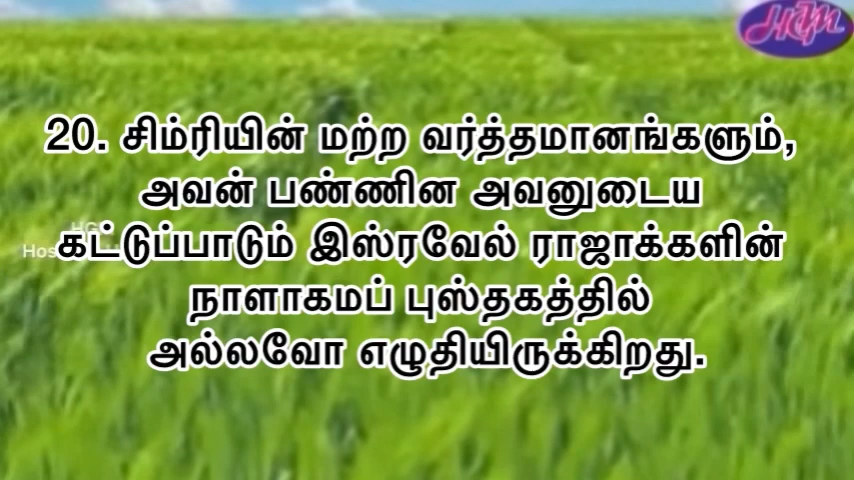 HGM
20. சிம்ரியின் மற்ற வர்த்தமானங்களும்,
அவன் பண்ணின அவனுடைய
கட்டுப்பாடும் இஸ்ரவேல் ராஜாக்களின்
நாளாகமப் புஸ்தகத்தில்
அல்லவோ எழுதியிருக்கிறது.